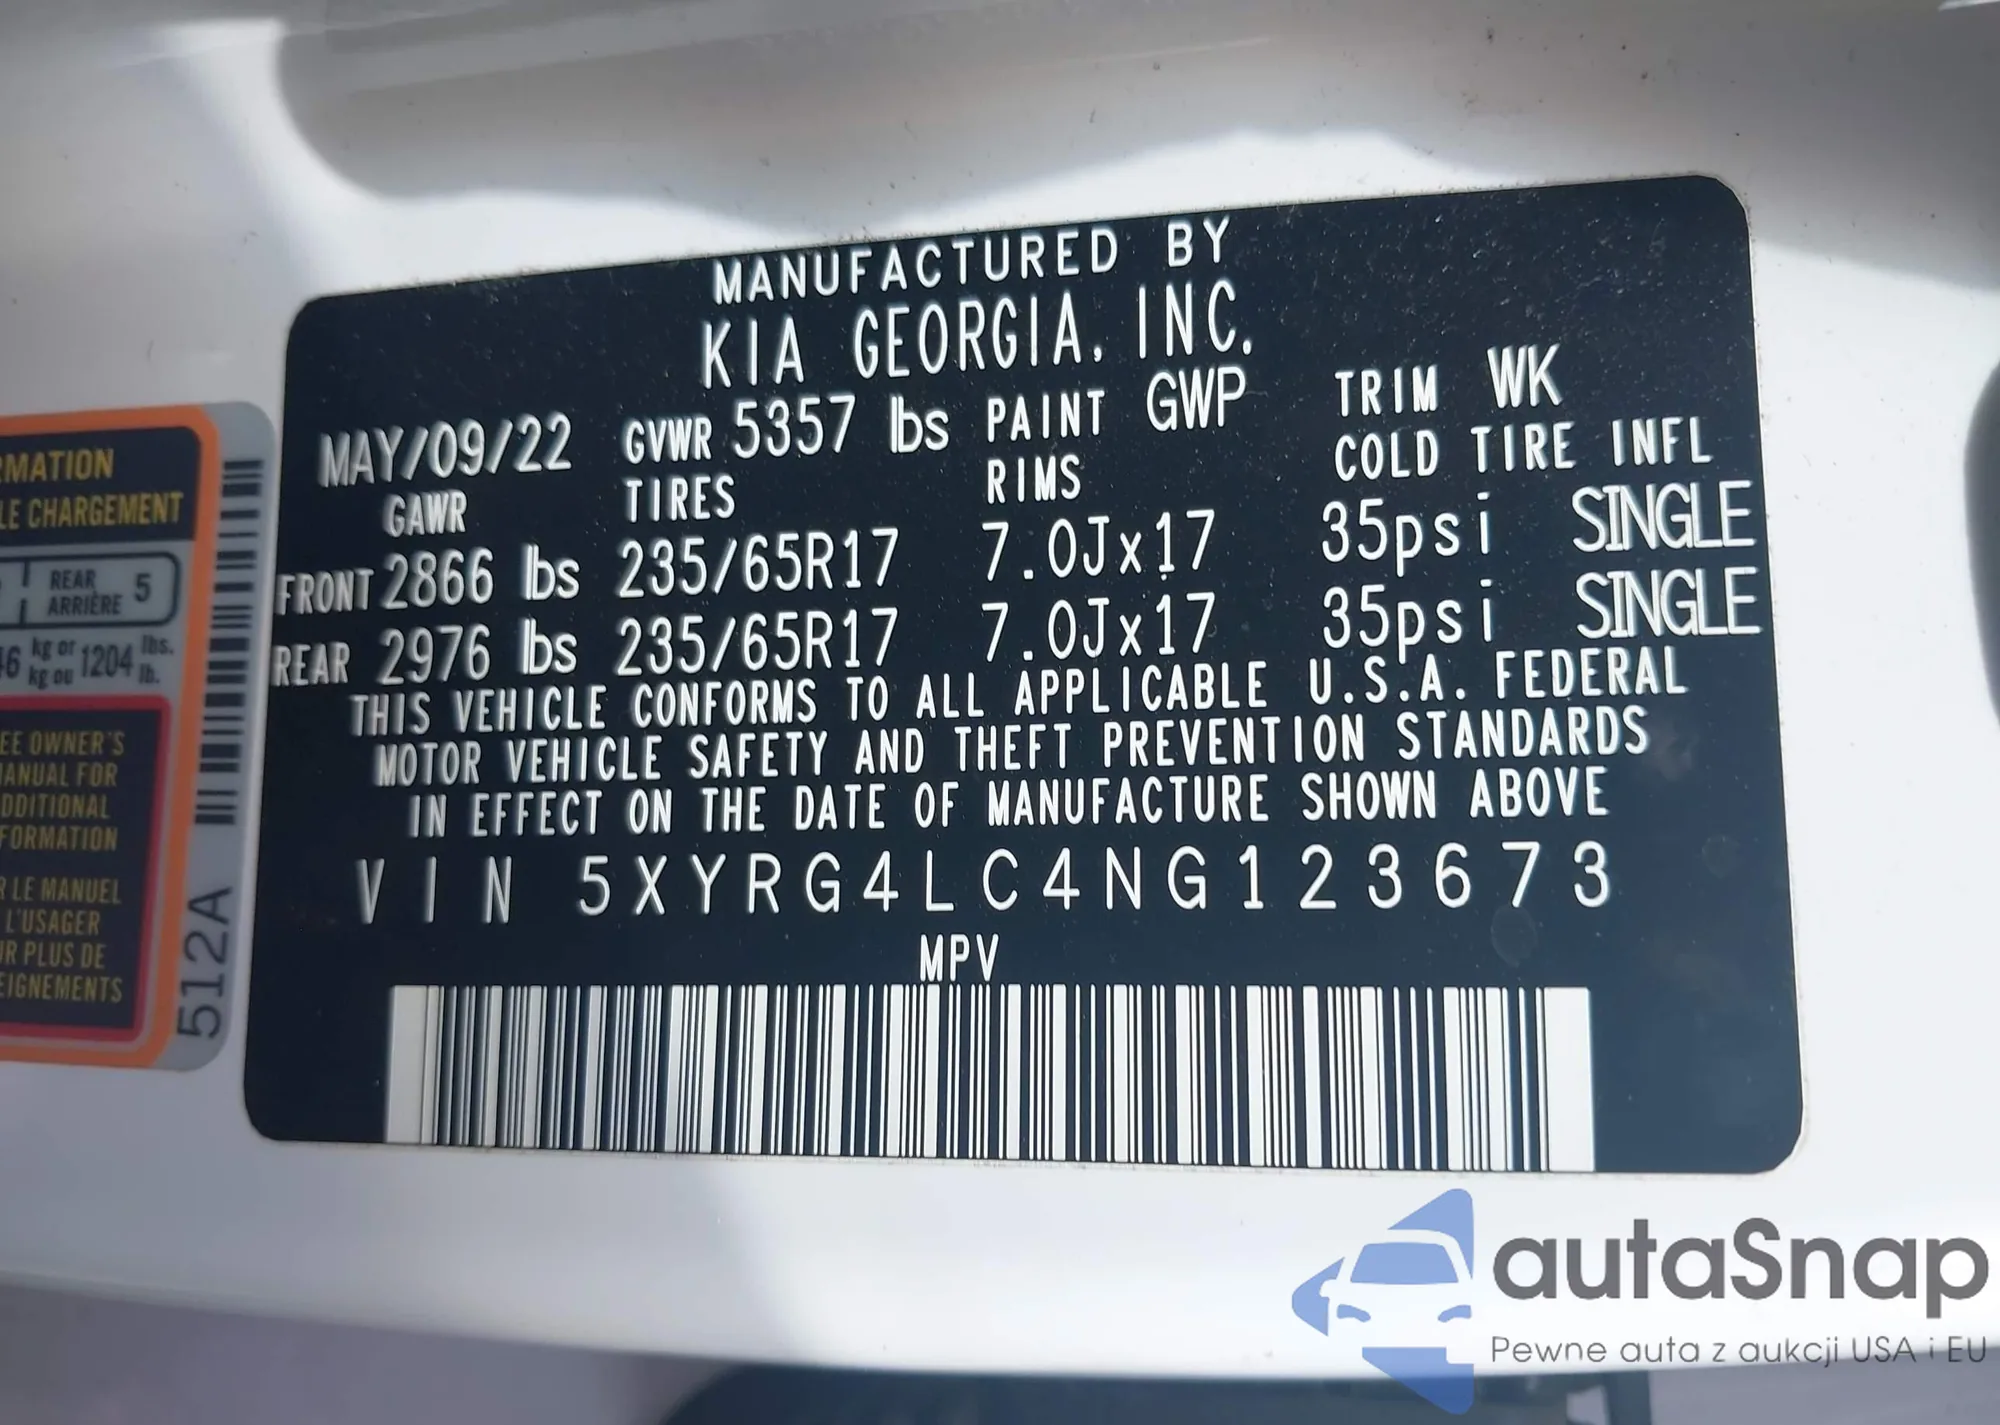 MANUFACTURED BY
KIA GEORGIA, INC.
MAY/09/22 GVWR 5357 lbs PAINT GWP TRIM WK
GAWR TIRES RIMS COLD TIRE INFL
FRONT 2866 lbs 235/65R17 7.0Jx17 35psi SINGLE
REAR 2976 lbs 235/65R17 7.0Jx17 35psi SINGLE
THIS VEHICLE CONFORMS TO ALL APPLICABLE U.S.A. FEDERAL
MOTOR VEHICLE SAFETY AND THEFT PREVENTION STANDARDS
IN EFFECT ON THE DATE OF MANUFACTURE SHOWN ABOVE
VIN 5XYRG4LC4NG123673
MPV
RMATION
LE CHARGEMENT
REAR 5
ARRIÈRE
kg or 1204 lbs.
kg ou lb.
EE OWNER'S
MANUAL FOR
DDITIONAL
FORMATION
R LE MANUEL
L'USAGER
UR PLUS DE
EIGNEMENTS
512A
autaSnap
Pewne auta z aukcji USA i EU